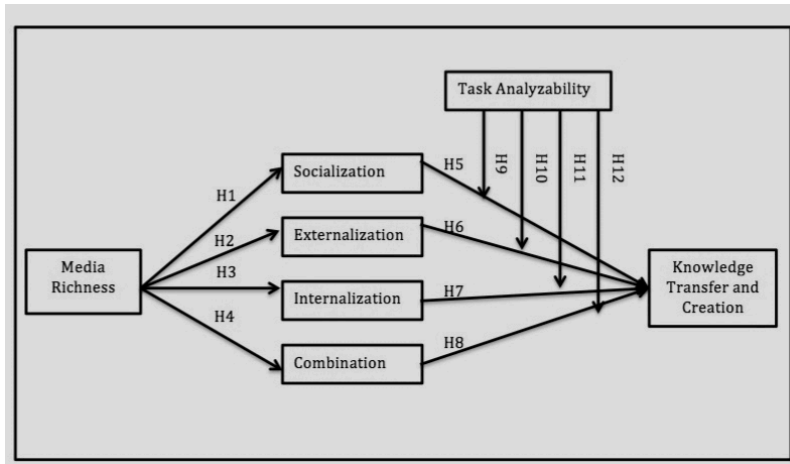 Task Analyzability
Socialization
H5
H9
H10
H11
H12
H1
Externalization
H6
H2
Media
Richness
H3
Internalization
H7
Knowledge
Transfer and
Creation
H4
Combination
H8